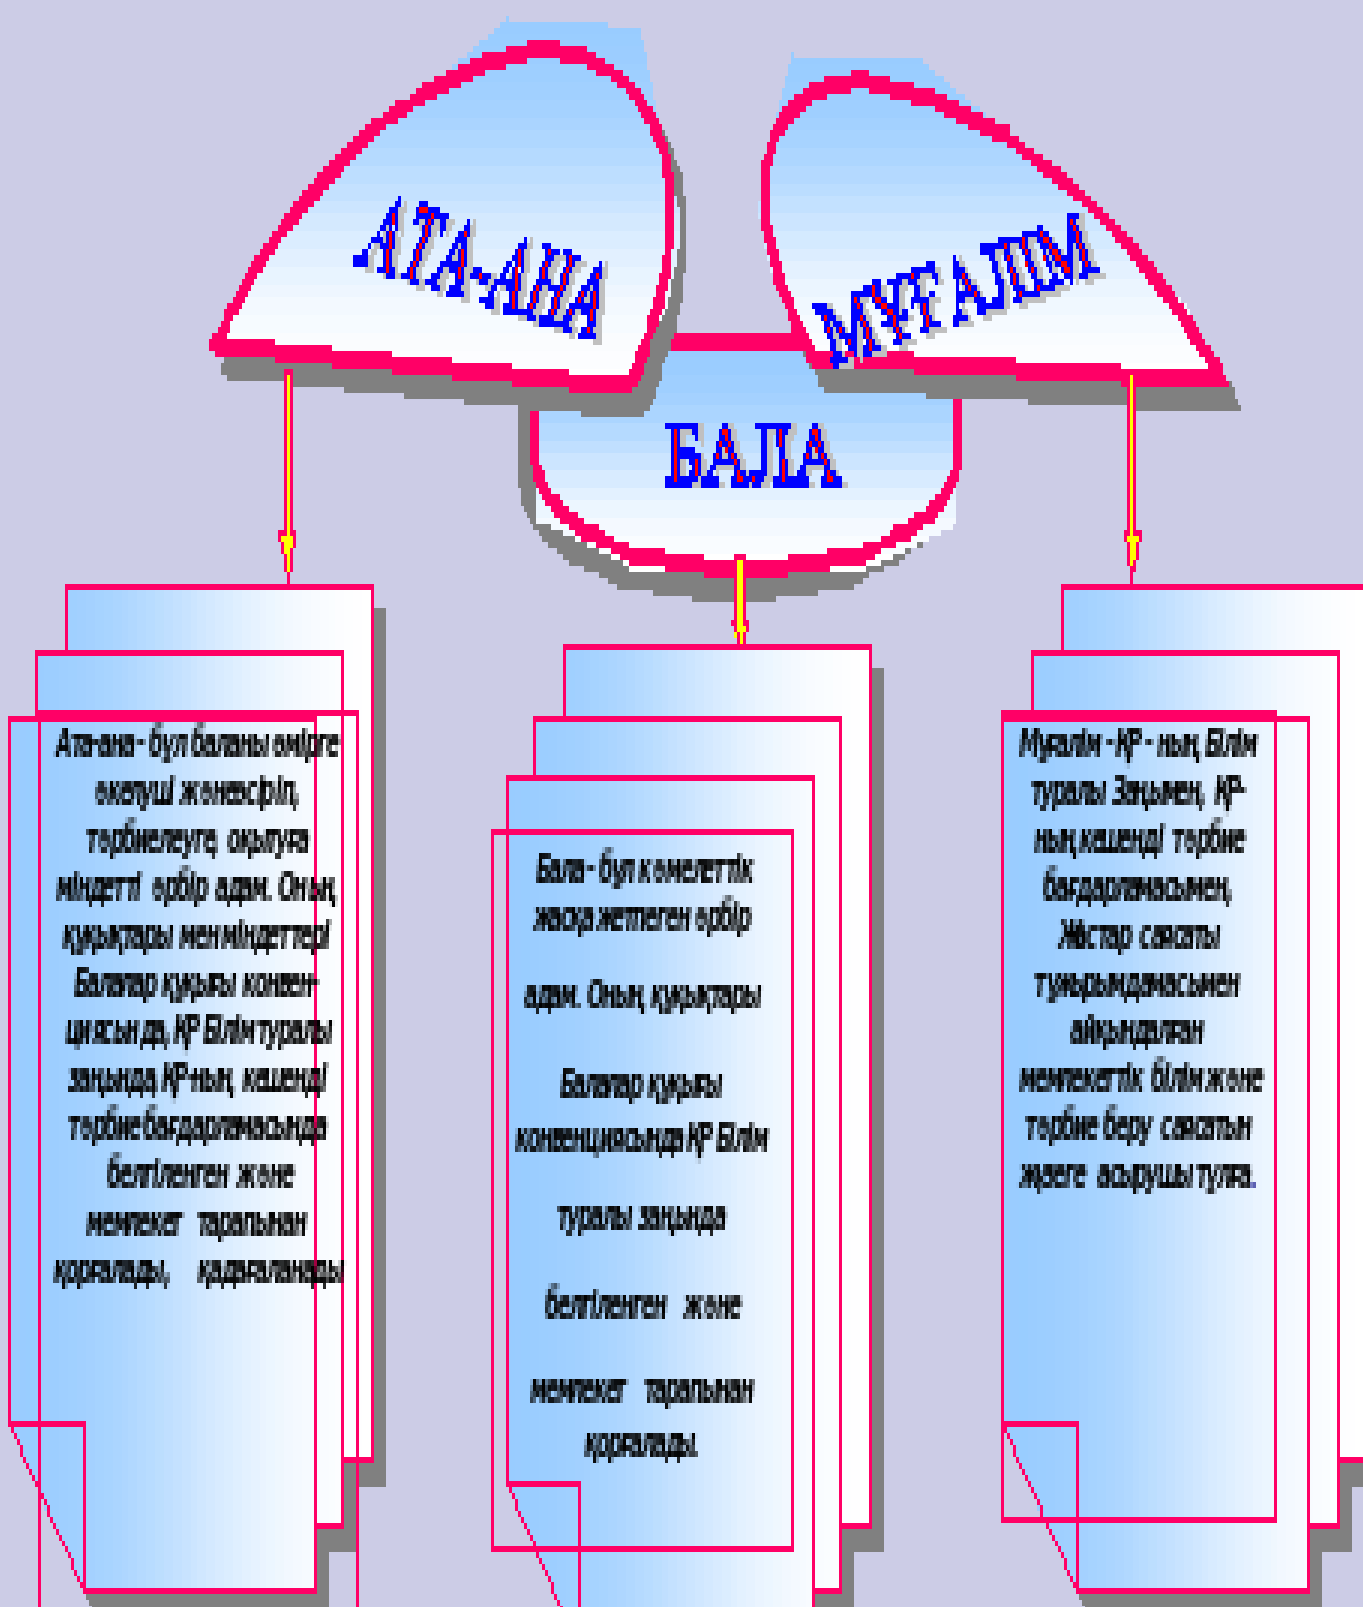 АТА-АНА
МҰҒАЛІМ
БАЛА
Ата-ана - бұл баланы өмірге
әкелуші және өсіріп,
тәрбиелеуге, оқытуға
міндетті әрбір адам. Оның
құқықтары мен міндеттері
Балалар құқығы конвен-
циясында, ҚР Білім туралы
заңында, ҚР-ның кешенді
тәрбие бағдарламасында
белгіленген және
мемлекет тарапынан
қорғалады, қадағаланады
Бала - бұл кәмелеттік
жасқа жетпеген әрбір
адам. Оның құқықтары
Балалар құқығы
конвенциясында ҚР Білім
туралы заңында
белгіленген және
мемлекет тарапынан
қорғалады.
Мұғалім - ҚР - ның Білім
туралы Заңымен, ҚР-
ның кешенді тәрбие
бағдарламасымен,
Жастар саясаты
тұжырымдамасымен
айқындалған
мемлекеттік білім және
тәрбие беру саясатын
жүзеге асырушы тұлға.